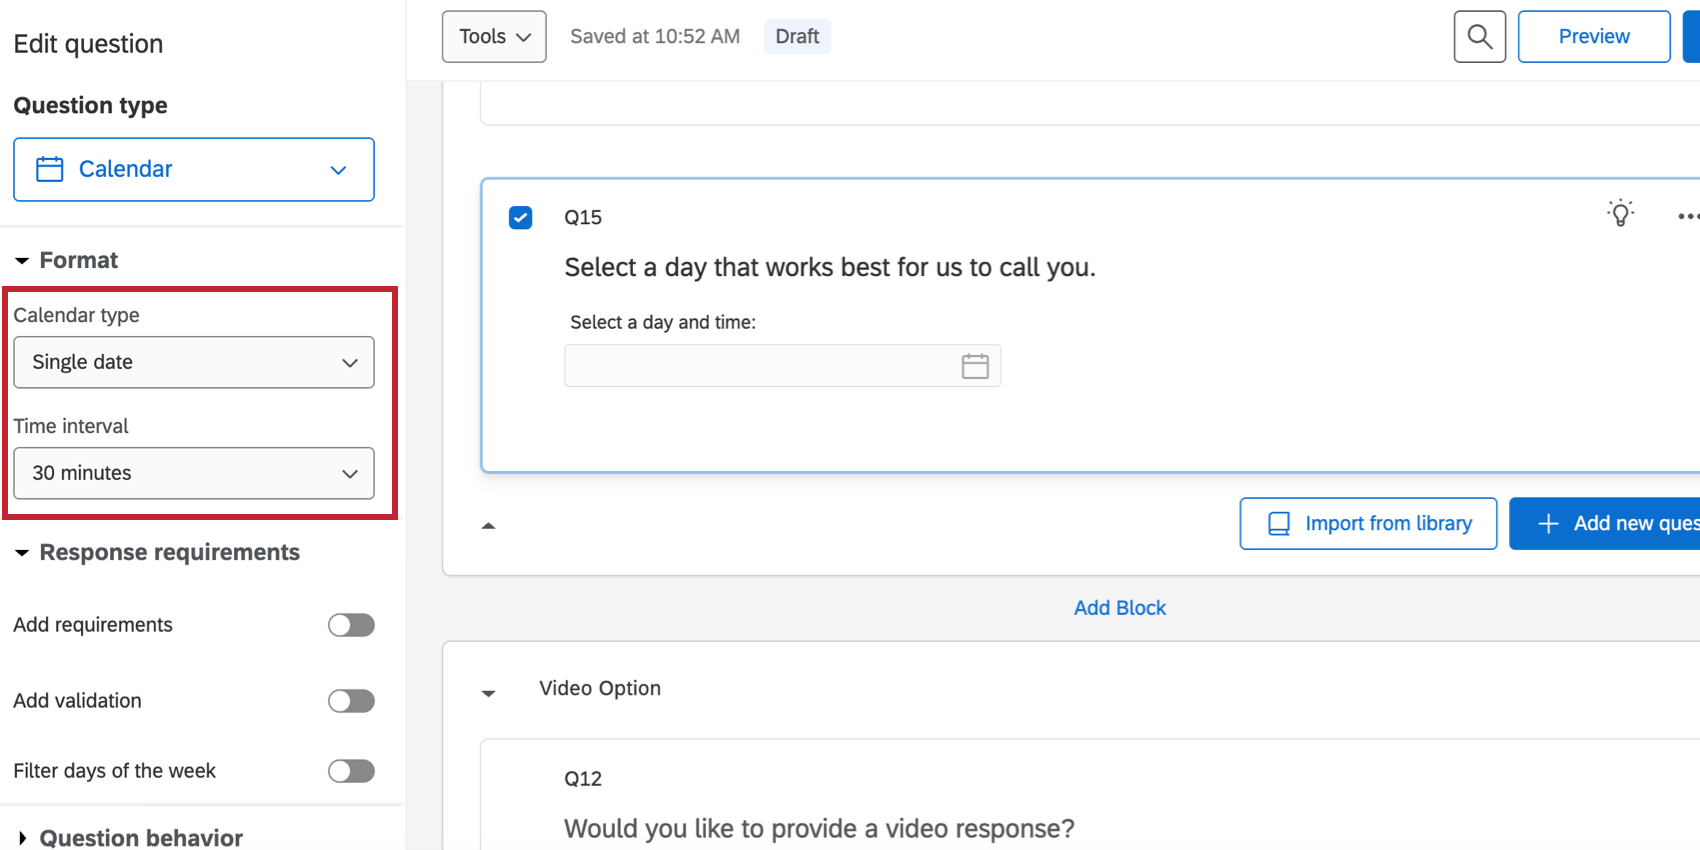 Edit question
Question type
Calendar
Format
Calendar type
Single date
Time interval
30 minutes
Response requirements
Add requirements
Add validation
Filter days of the week
Question behavior
Tools
Saved at 10:52 AM
Draft
Preview
Q15
Select a day that works best for us to call you.
Select a day and time:
Import from library
Add new ques
Add Block
Video Option
Q12
Would you like to provide a video response?